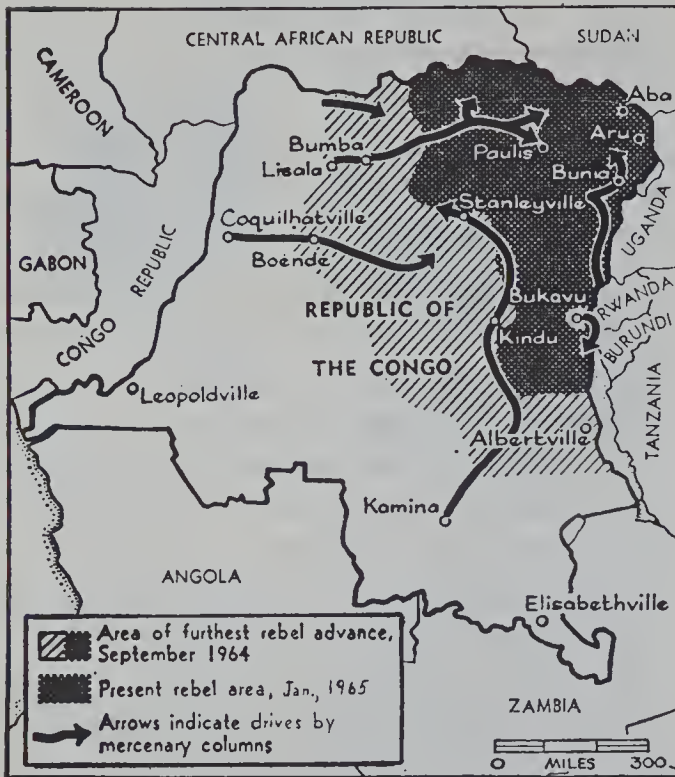 CENTRAL AFRICAN REPUBLIC
SUDAN
CAMEROON
Aba
Aru
Bumba
Lisala
Paulis
Bunia
Stanleyville
UGANDA
Coquilhatville
Boende
GABON
CONGO REPUBLIC
REPUBLIC OF
THE CONGO
Bukavu
RWANDA
Kindu
BURUNDI
Leopoldville
TANZANIA
Albertville
Kamina
ANGOLA
Elisabethville
ZAMBIA
Area of furthest rebel advance,
September 1964
Present rebel area, Jan., 1965
Arrows indicate drives by
mercenary columns
0 MILES 300